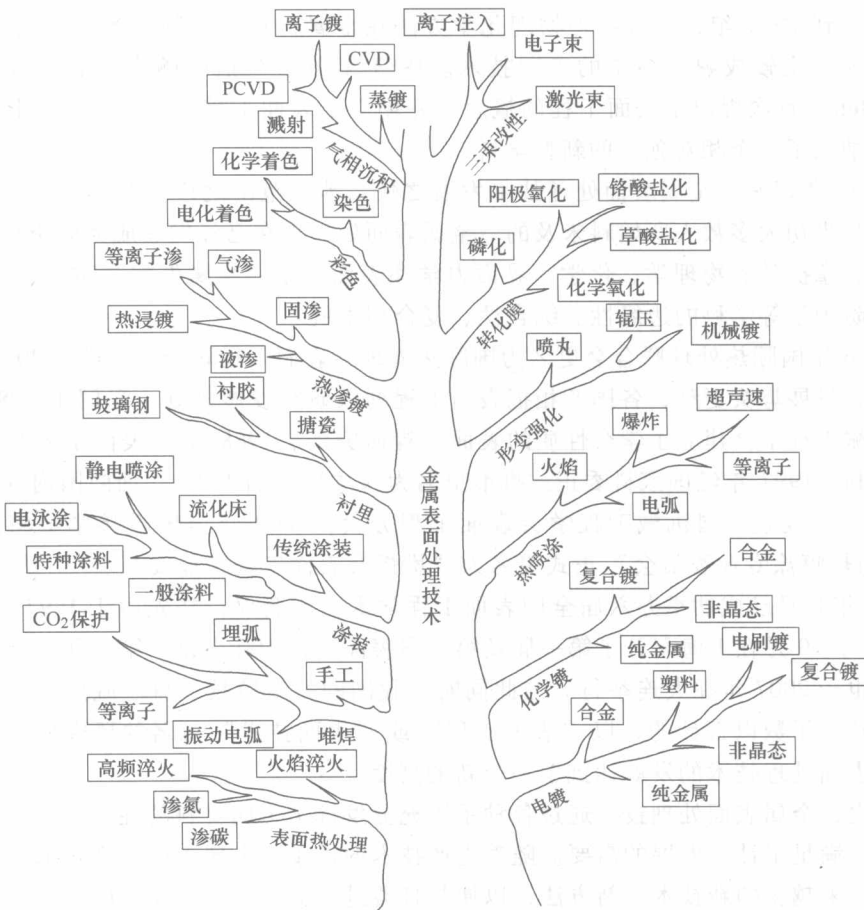 离子镀
离子注入
电子束
CVD
PCVD
蒸镀
激光束
溅射
气相沉积
三束改性
化学着色
染色
阳极氧化
铬酸盐化
电化着色
磷化
草酸盐化
等离子渗
气渗
彩色
化学氧化
热浸镀
固渗
转化膜
辊压
机械镀
液渗
喷丸
热渗镀
衬胶
玻璃钢
搪瓷
形变强化
爆炸
超声速
静电喷涂
火焰
等离子
电泳涂
流化床
衬里
电弧
特种涂料
传统涂装
金属表面处理技术
热喷涂
合金
一般涂料
复合镀
CO2保护
埋弧
涂装
非晶态
手工
纯金属
电刷镀
等离子
化学镀
塑料
复合镀
振动电弧
堆焊
合金
高频淬火
火焰淬火
非晶态
渗氮
电镀
纯金属
渗碳
表面热处理